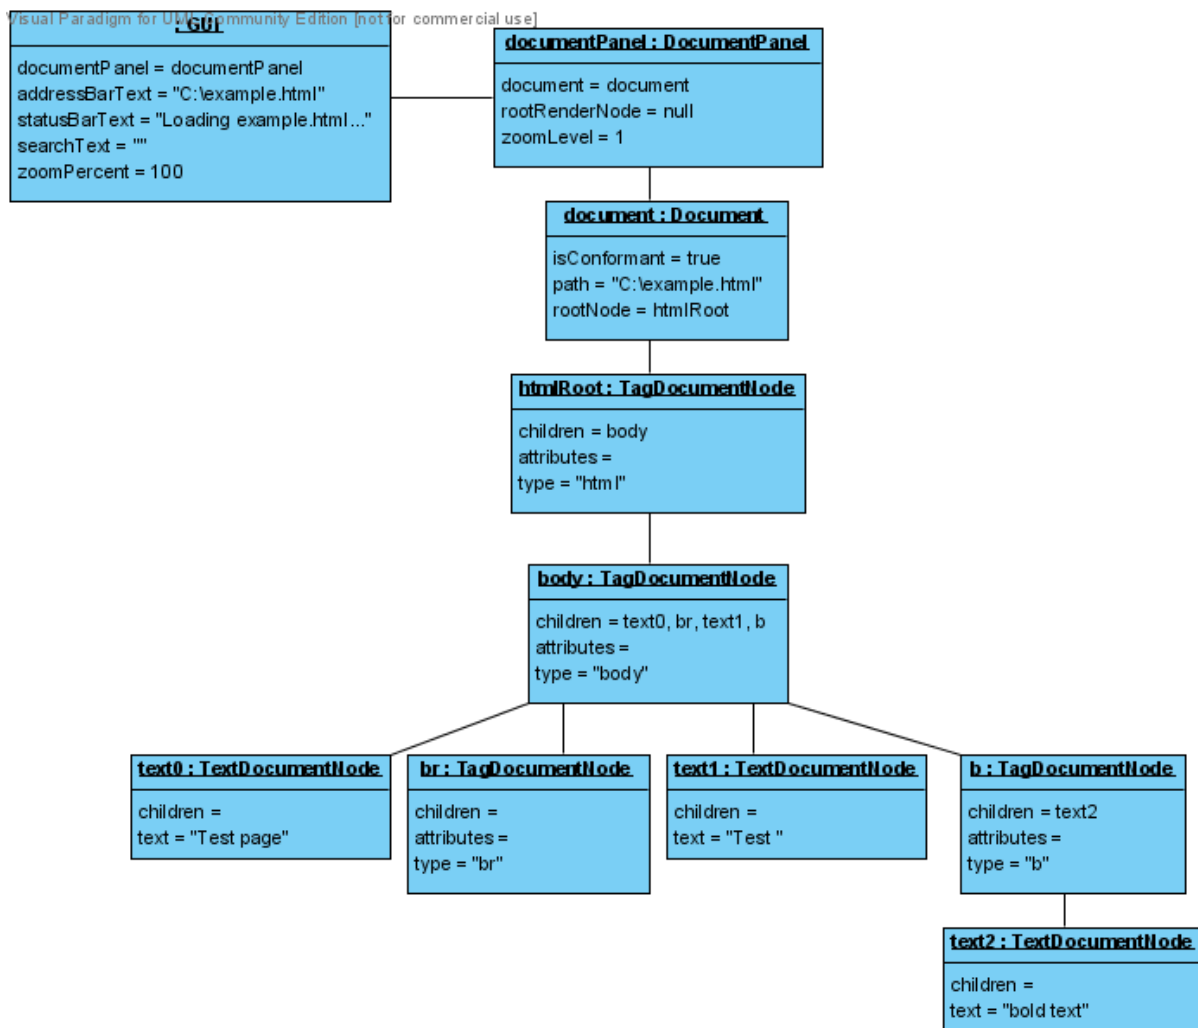 Visual Paradigm for UML Community Edition [not for commercial use]
: GUI
documentPanel = documentPanel
addressBarText = "C:\example.html"
statusBarText = "Loading example.html..."
searchText = ""
zoomPercent = 100
documentPanel : DocumentPanel
document = document
rootRenderNode = null
zoomLevel = 1
document : Document
isConformant = true
path = "C:\example.html"
rootNode = htmlRoot
htmlRoot : TagDocumentNode
children = body
attributes =
type = "html"
body : TagDocumentNode
children = text0, br, text1, b
attributes =
type = "body"
text0 : TextDocumentNode
children =
text = "Test page"
br : TagDocumentNode
children =
attributes =
type = "br"
text1 : TextDocumentNode
children =
text = "Test "
b : TagDocumentNode
children = text2
attributes =
type = "b"
text2 : TextDocumentNode
children =
text = "bold text"